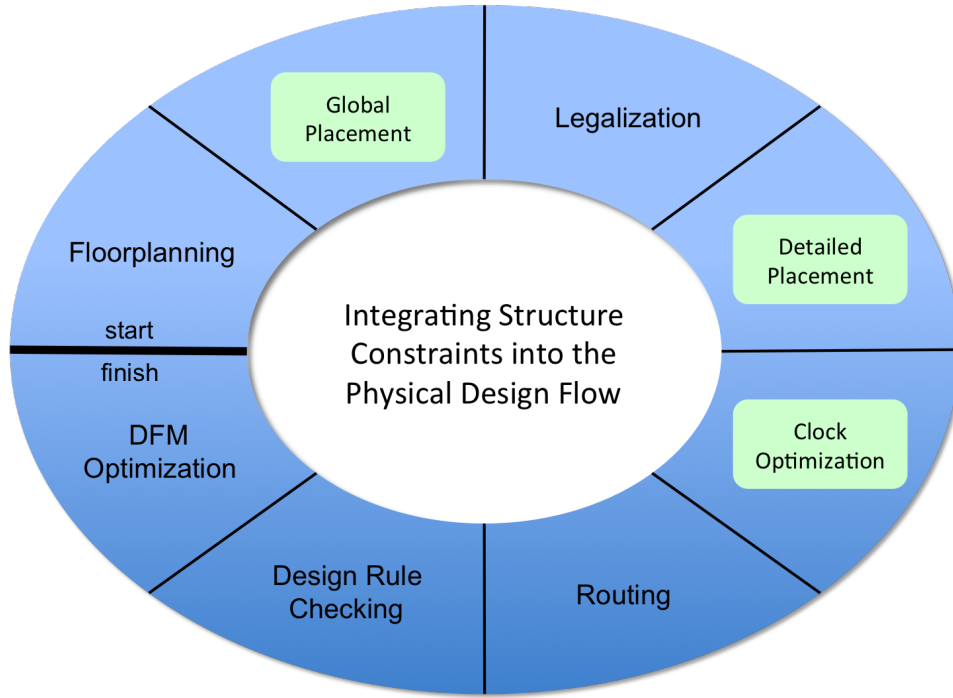 Global
Placement
Legalization
Floorplanning
Detailed
Placement
Integrating Structure
Constraints into the
Physical Design Flow
start
finish
DFM
Optimization
Clock
Optimization
Design Rule
Checking
Routing